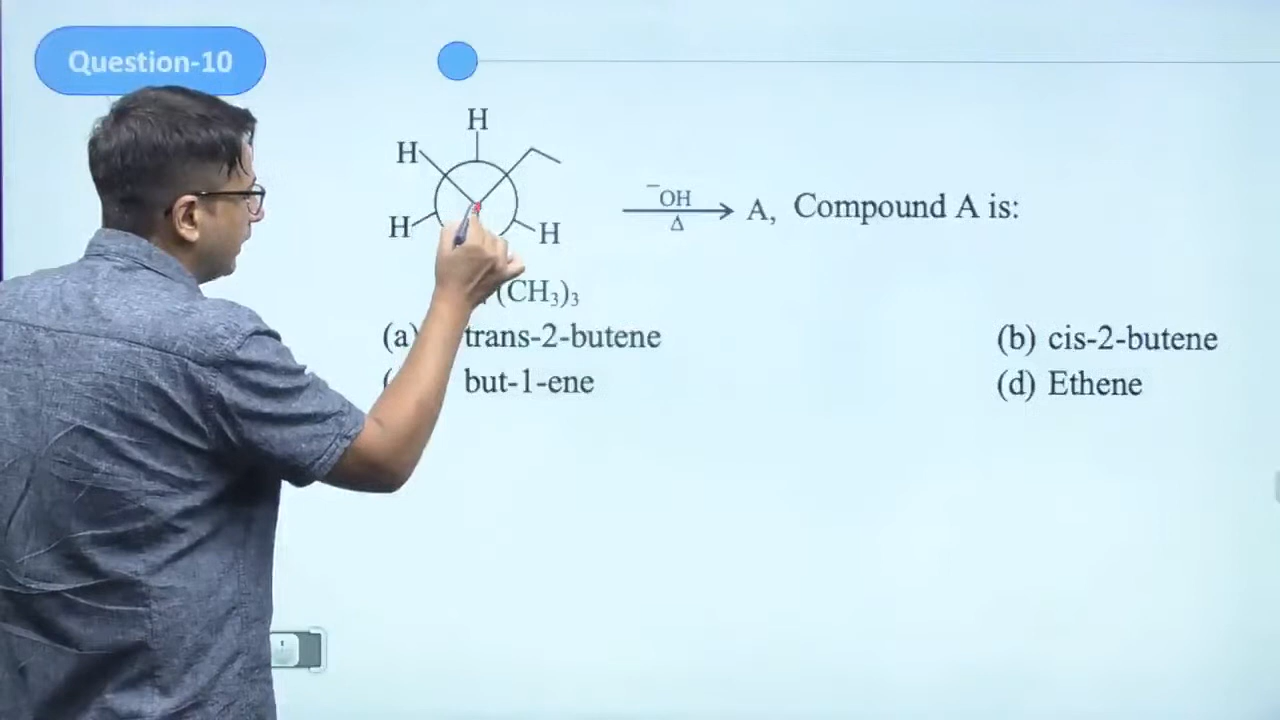 Question-10
H
H
H
H
⁻OH
Δ
A, Compound A is:
(CH₃)₃
(a) trans-2-butene
(b) cis-2-butene
but-1-ene
(d) Ethene